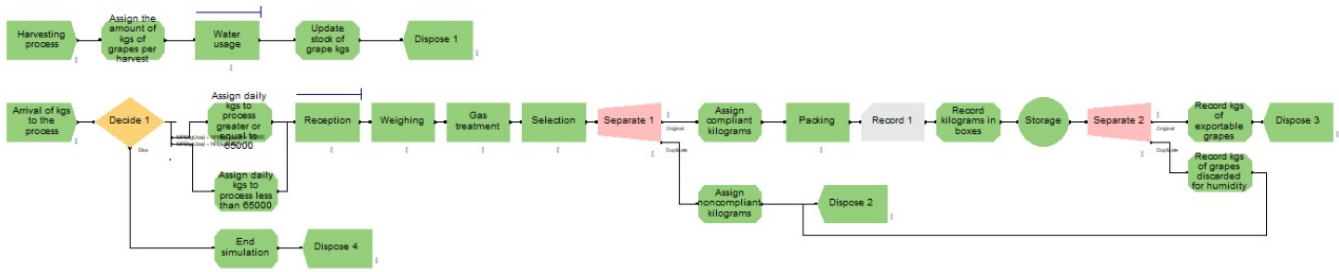 Harvesting
process
Assign the
amount of
kgs of
grapes per
harvest
Water
usage
Update
stock of
grape kgs
Dispose 1
Arrival of kgs
to the
process
Decide 1
Else
Assign daily
kgs to
process
greater or
equal to
65000
Assign daily
kgs to
process less
than 65000
End
simulation
Dispose 4
Reception
Weighing
Gas
treatment
Selection
Separate 1
Original
Duplicate
Assign
compliant
kilograms
Packing
Record 1
Record
kilograms in
boxes
Storage
Separate 2
Original
Duplicate
Record kgs
of
exportable
grapes
Dispose 3
Record kgs
of grapes
discarded
for humidity
Assign
noncompliant
kilograms
Dispose 2